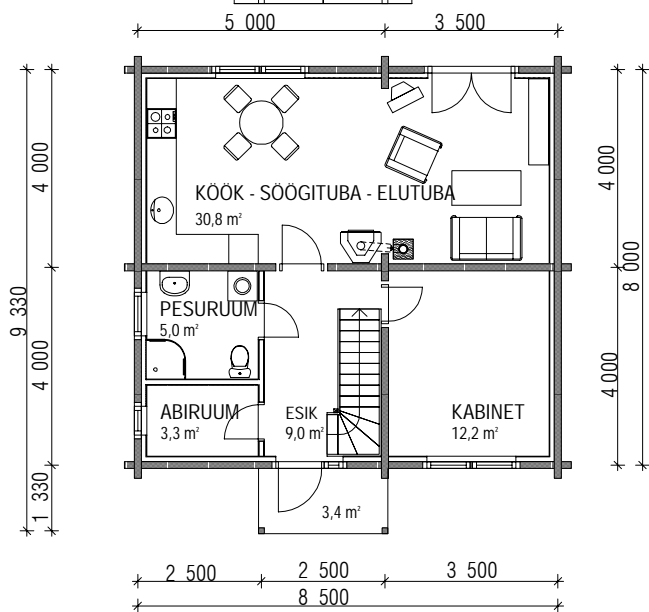 5 000
3 500
4 000
4 000
9 330
4 000
1 330
4 000
8 000
4 000
KÖÖK - SÖÖGITUBA - ELUTUBA
30,8 m²
PESURUUM
5,0 m²
ABIRUUM
3,3 m²
ESIK
9,0 m²
KABINET
12,2 m²
3,4 m²
2 500
2 500
3 500
8 500